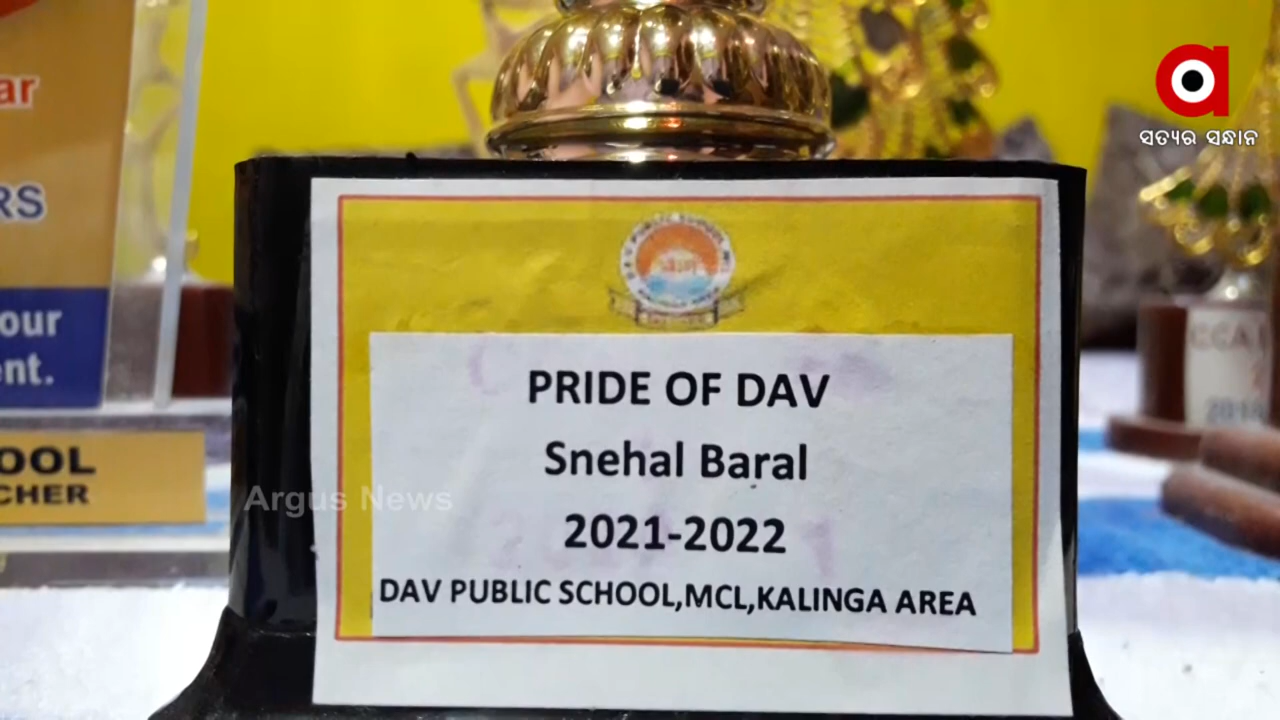 ସତ୍ୟର ସନ୍ଧାନ
PRIDE OF DAV
Snehal Baral
2021-2022
DAV PUBLIC SCHOOL,MCL,KALINGA AREA
Argus News
ar
RS
our
ent.
OOL
CHER
CCA